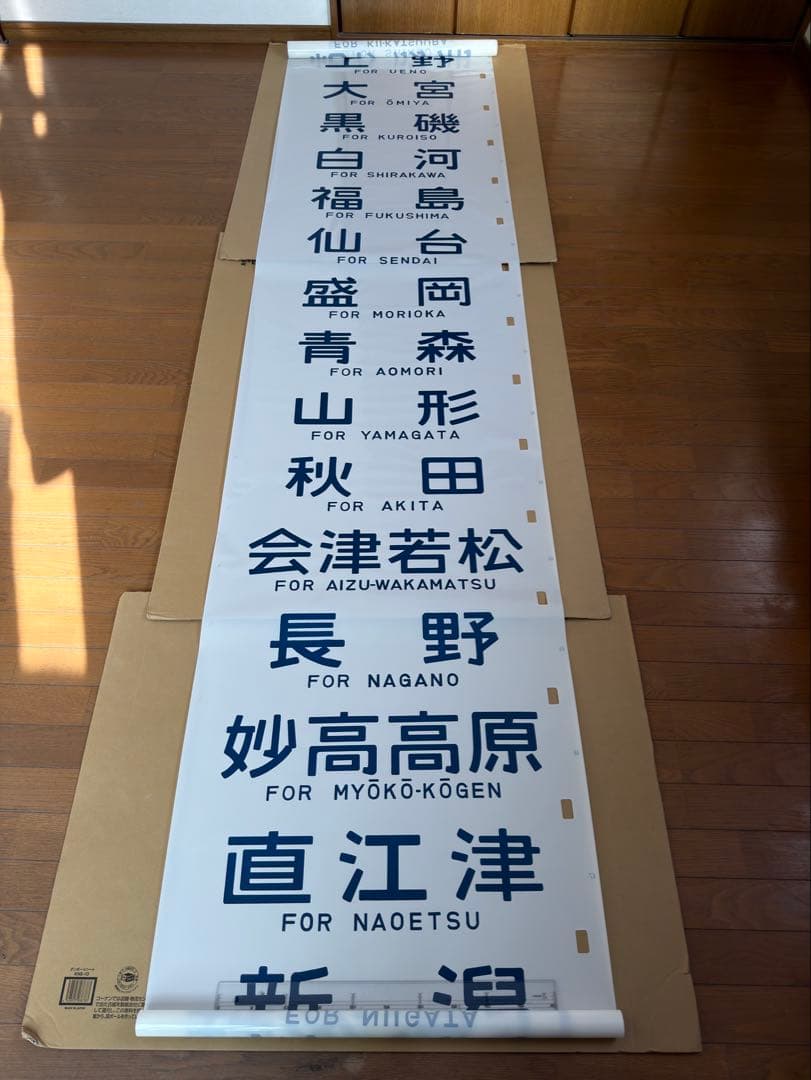 FOR KII-KATSUURA
上野
FOR UENO
大宮
FOR ŌMIYA
黒磯
FOR KUROISO
白河
FOR SHIRAKAWA
福島
FOR FUKUSHIMA
仙台
FOR SENDAI
盛岡
FOR MORIOKA
青森
FOR AOMORI
山形
FOR YAMAGATA
秋田
FOR AKITA
会津若松
FOR AIZU-WAKAMATSU
長野
FOR NAGANO
妙高高原
FOR MYŌKŌ-KŌGEN
直江津
FOR NAOETSU
新潟
FOR NIIGATA